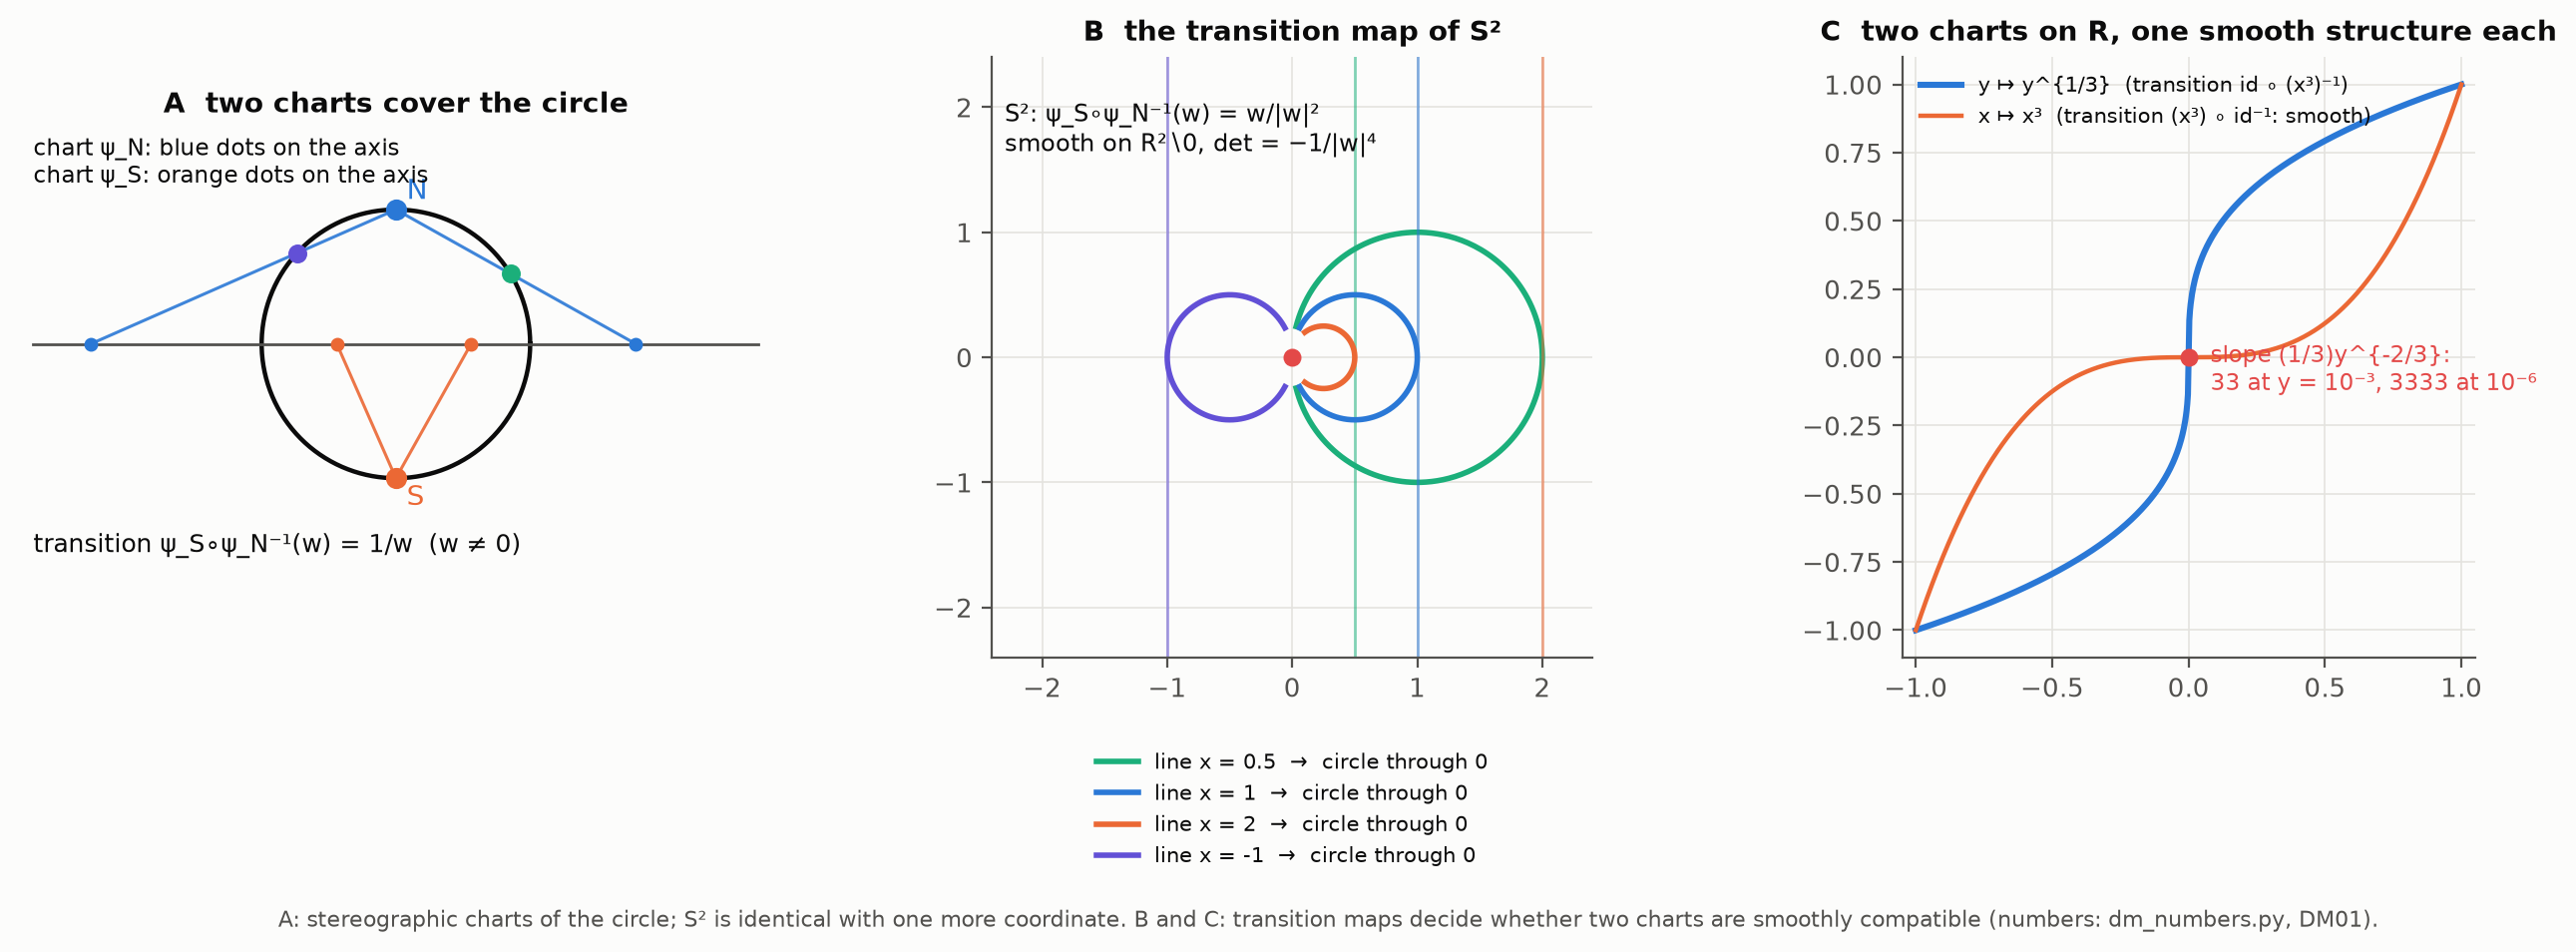 A  two charts cover the circle
chart ψ_N: blue dots on the axis
chart ψ_S: orange dots on the axis
N
S
transition ψ_S∘ψ_N⁻¹(w) = 1/w  (w ≠ 0)
B  the transition map of S²
S²: ψ_S∘ψ_N⁻¹(w) = w/|w|²
smooth on R²\0, det = −1/|w|⁴
2
1
0
−1
−2
−2
−1
0
1
2
line x = 0.5  →  circle through 0
line x = 1  →  circle through 0
line x = 2  →  circle through 0
line x = -1  →  circle through 0
C  two charts on R, one smooth structure each
y ↦ y^{1/3}  (transition id ∘ (x³)⁻¹)
x ↦ x³  (transition (x³) ∘ id⁻¹: smooth)
1.00
0.75
0.50
0.25
0.00
−0.25
−0.50
−0.75
−1.00
slope (1/3)y^{-2/3}:
33 at y = 10⁻³, 3333 at 10⁻⁶
−1.0
−0.5
0.0
0.5
1.0
A: stereographic charts of the circle; S² is identical with one more coordinate. B and C: transition maps decide whether two charts are smoothly compatible (numbers: dm_numbers.py, DM01).